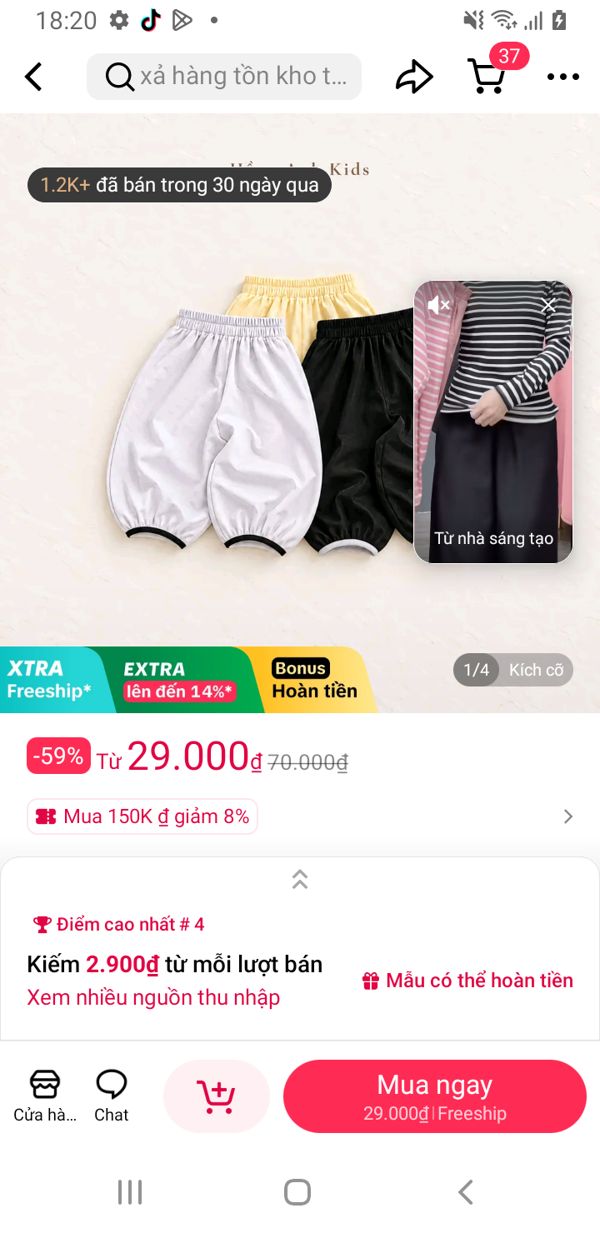 18:20
xả hàng tồn kho t...
37
Kids
1.2K+ đã bán trong 30 ngày qua
Từ nhà sáng tạo
XTRA
Freeship*
EXTRA
lên đến 14%*
Bonus
Hoàn tiền
1/4 Kích cỡ
-59% Từ 29.000₫ 70.000₫
Mua 150K ₫ giảm 8%
Điểm cao nhất # 4
Kiếm 2.900₫ từ mỗi lượt bán
Xem nhiều nguồn thu nhập
Mẫu có thể hoàn tiền
Cửa hà...
Chat
Mua ngay
29.000₫ | Freeship